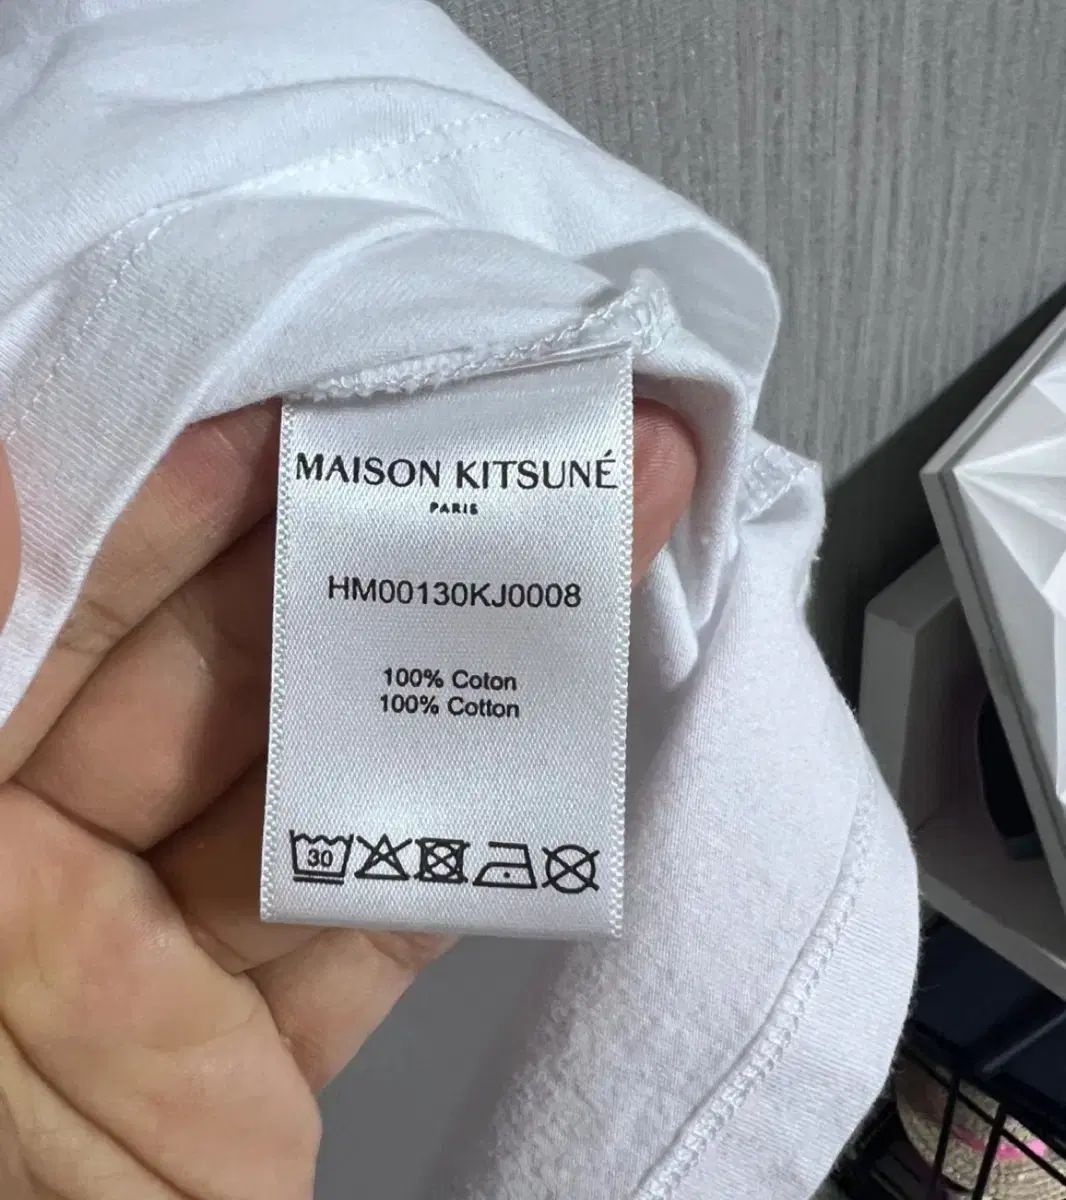 MAISON KITSUNÉ
PARIS
HM00130KJ0008
100% Coton
100% Cotton
30